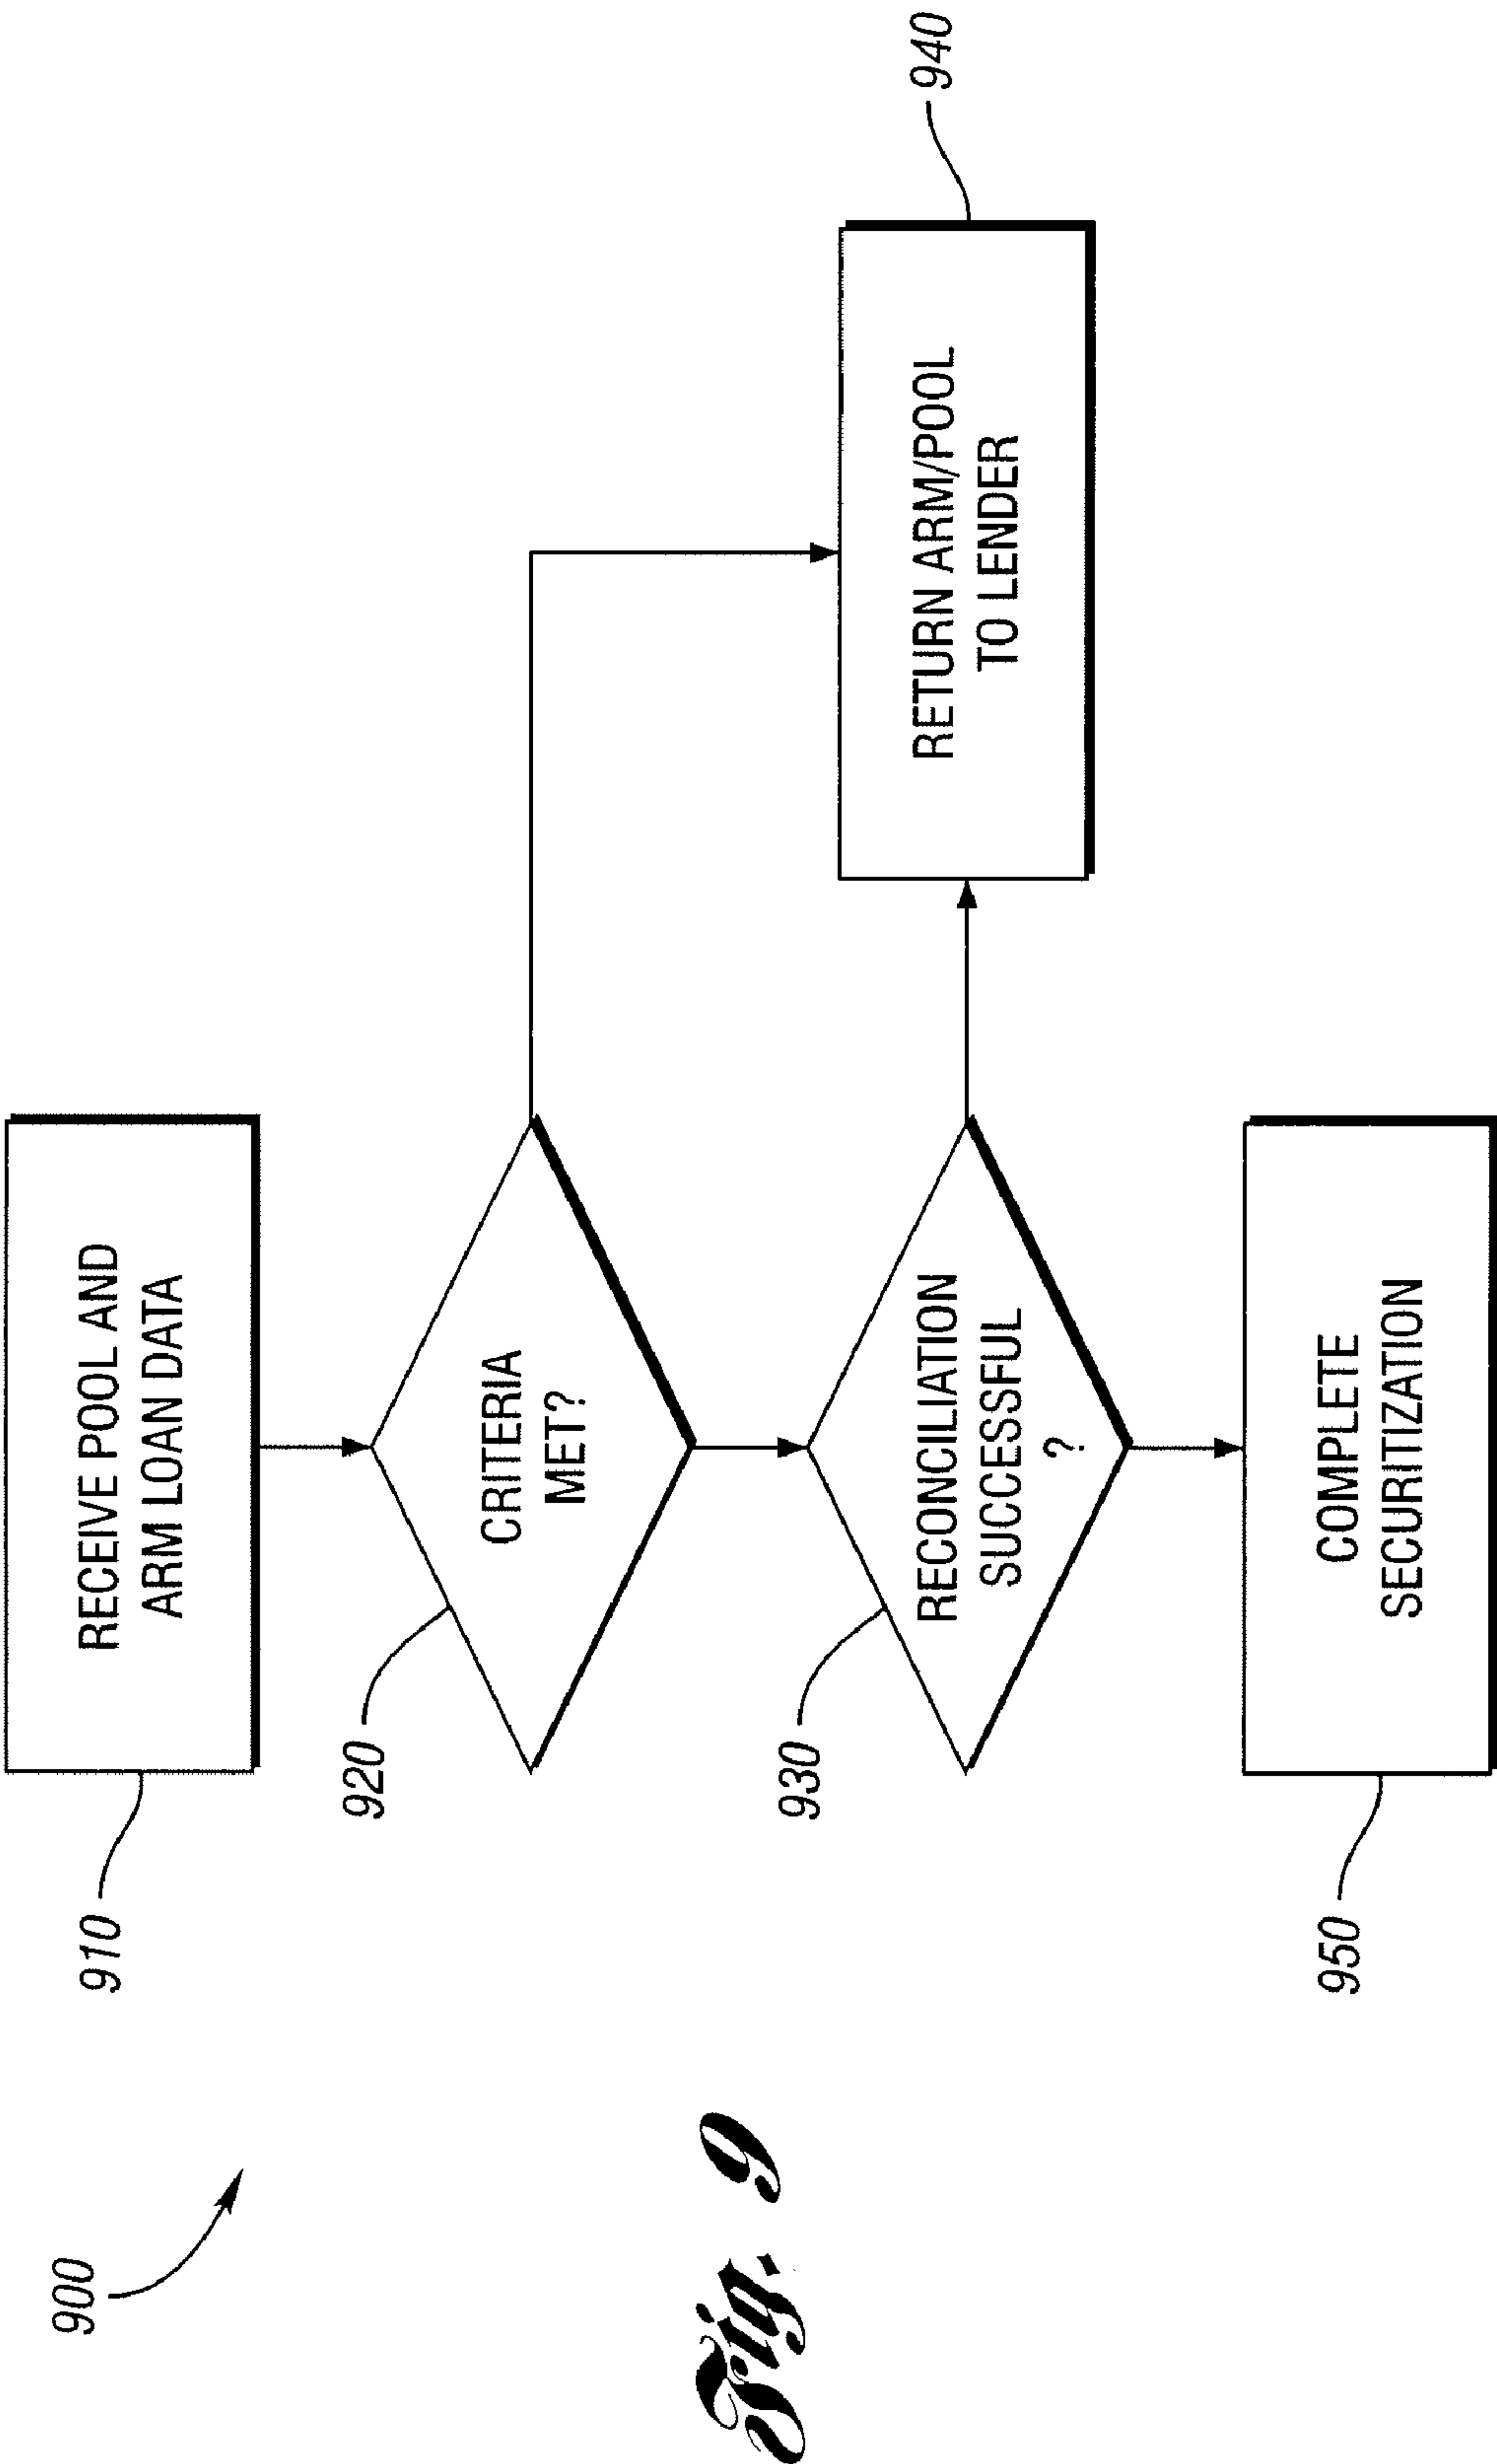 900
910
RECEIVE POOL AND
ARM LOAN DATA
920
CRITERIA
MET?
930
RECONCILIATION
SUCCESSFUL
?
940
RETURN ARM/POOL
TO LENDER
950
COMPLETE
SECURITIZATION
Fig. 9